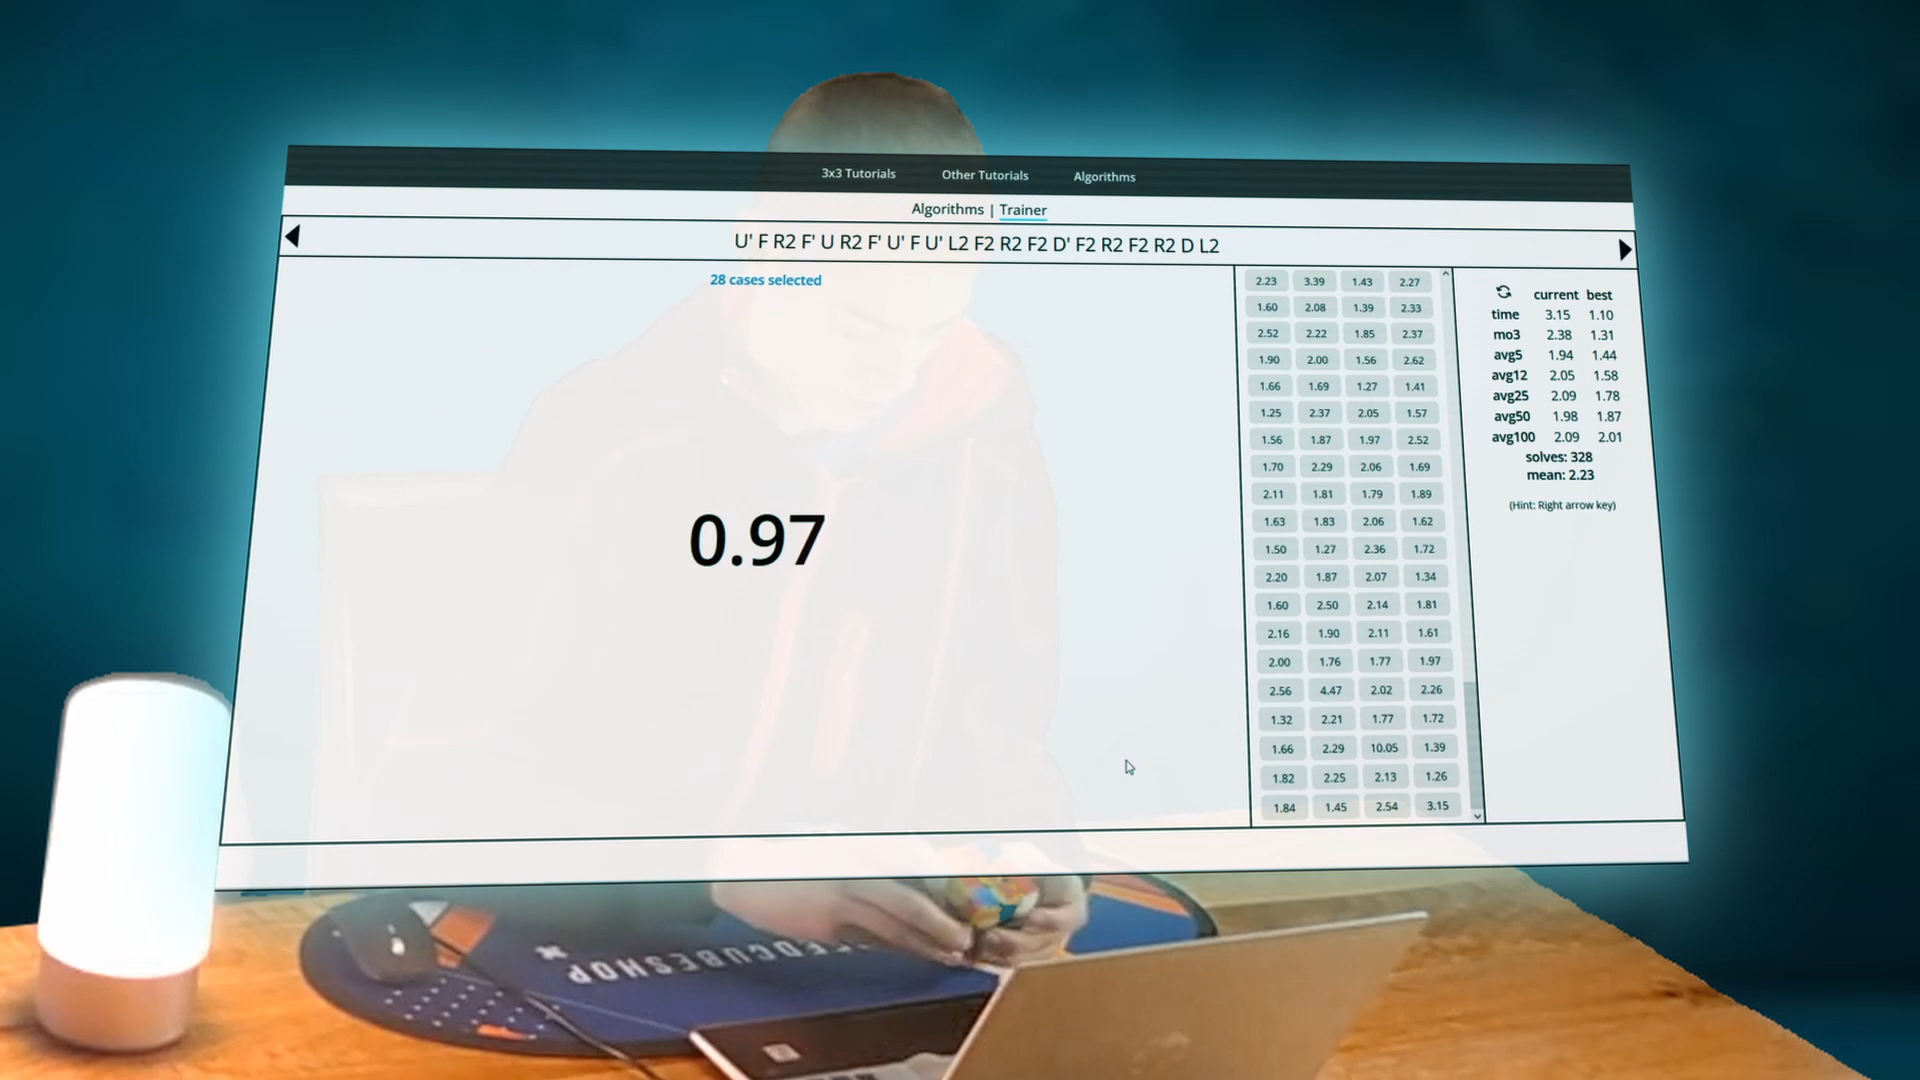 3x3 Tutorials Other Tutorials Algorithms
Algorithms | Trainer
U' F R2 F' U R2 F' U' F U' L2 F2 R2 F2 D' F2 R2 F2 R2 D L2
28 cases selected
0.97
2.23 3.39 1.43 2.27
1.60 2.08 1.39 2.33
2.52 2.22 1.85 2.37
1.90 2.00 1.56 2.62
1.66 1.69 1.27 1.41
1.25 2.37 2.05 1.57
1.56 1.87 1.97 2.52
1.70 2.29 2.06 1.69
2.11 1.81 1.79 1.89
1.63 1.83 2.06 1.62
1.50 1.27 2.36 1.72
2.20 1.87 2.07 1.34
1.60 2.50 2.14 1.81
2.16 1.90 2.11 1.61
2.00 1.76 1.77 1.97
2.56 4.47 2.02 2.26
1.32 2.21 1.77 1.72
1.66 2.29 10.05 1.39
1.82 2.25 2.13 1.26
1.84 1.45 2.54 3.15
current best
time 3.15 1.10
mo3 2.38 1.31
avg5 1.94 1.44
avg12 2.05 1.58
avg25 2.09 1.78
avg50 1.98 1.87
avg100 2.09 2.01
solves: 328
mean: 2.23
(Hint: Right arrow key)